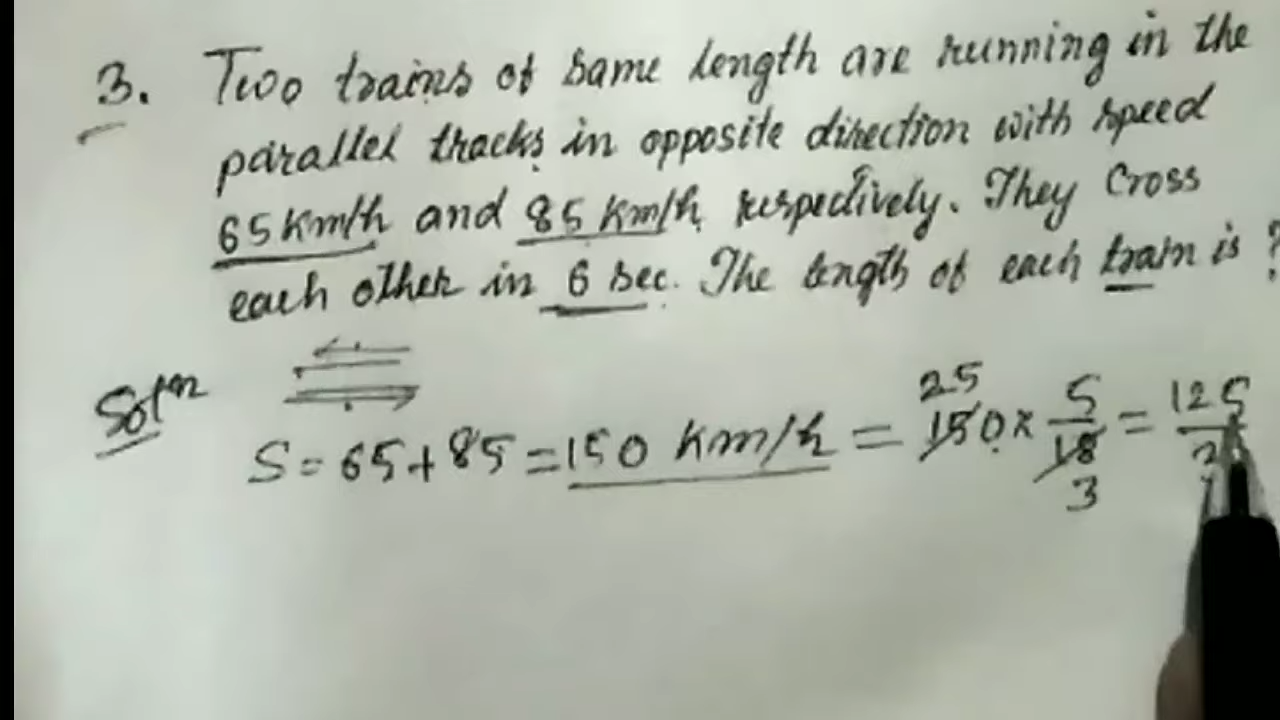 3. Two trains of same length are running in the
parallel tracks in opposite direction with speed
65 Km/h and 85 Km/h respectively. They Cross
each other in 6 sec. The length of each train is ?
Solⁿ
25
S = 65 + 85 = 150 Km/h = 150 × 5/18 = 125
3